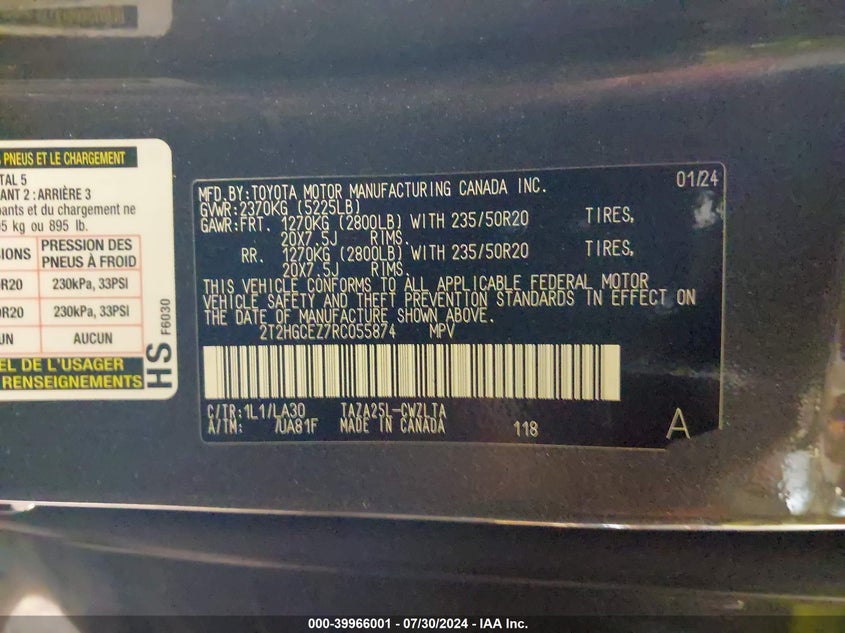 PNEUS ET LE CHARGEMENT
TAL 5
ANT 2 : ARRIÈRE 3
pants et du chargement ne
5 kg ou 895 lb.
IONS PRESSION DES
PNEUS À FROID
R20 230kPa, 33PSI
R20 230kPa, 33PSI
UN AUCUN
EL DE L'USAGER
RENSEIGNEMENTS
HS F6030
MFD.BY:TOYOTA MOTOR MANUFACTURING CANADA INC. 01/24
GVWR:2370KG (5225LB)
GAWR:FRT. 1270KG (2800LB) WITH 235/50R20 TIRES,
20X7.5J RIMS.
RR. 1270KG (2800LB) WITH 235/50R20 TIRES,
20X7.5J RIMS.
THIS VEHICLE CONFORMS TO ALL APPLICABLE FEDERAL MOTOR
VEHICLE SAFETY AND THEFT PREVENTION STANDARDS IN EFFECT ON
THE DATE OF MANUFACTURE SHOWN ABOVE.
2T2HGCEZ7RC055874 MPV
C/TR:1L1/LA30 TAZA25L-CWZLTA
A/TM: /UA81F MADE IN CANADA 118 A
000-39966001 - 07/30/2024 - IAA Inc.